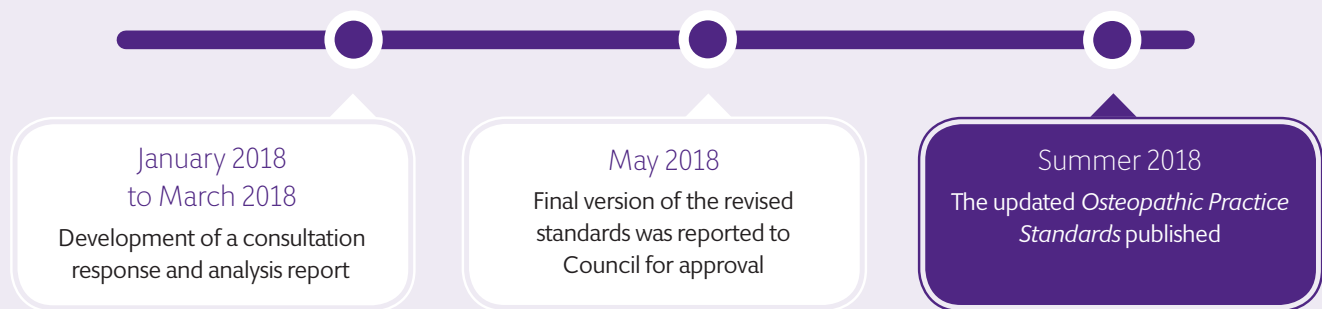 January 2018
to March 2018
Development of a consultation
response and analysis report
May 2018
Final version of the revised
standards was reported to
Council for approval
Summer 2018
The updated Osteopathic Practice
Standards published